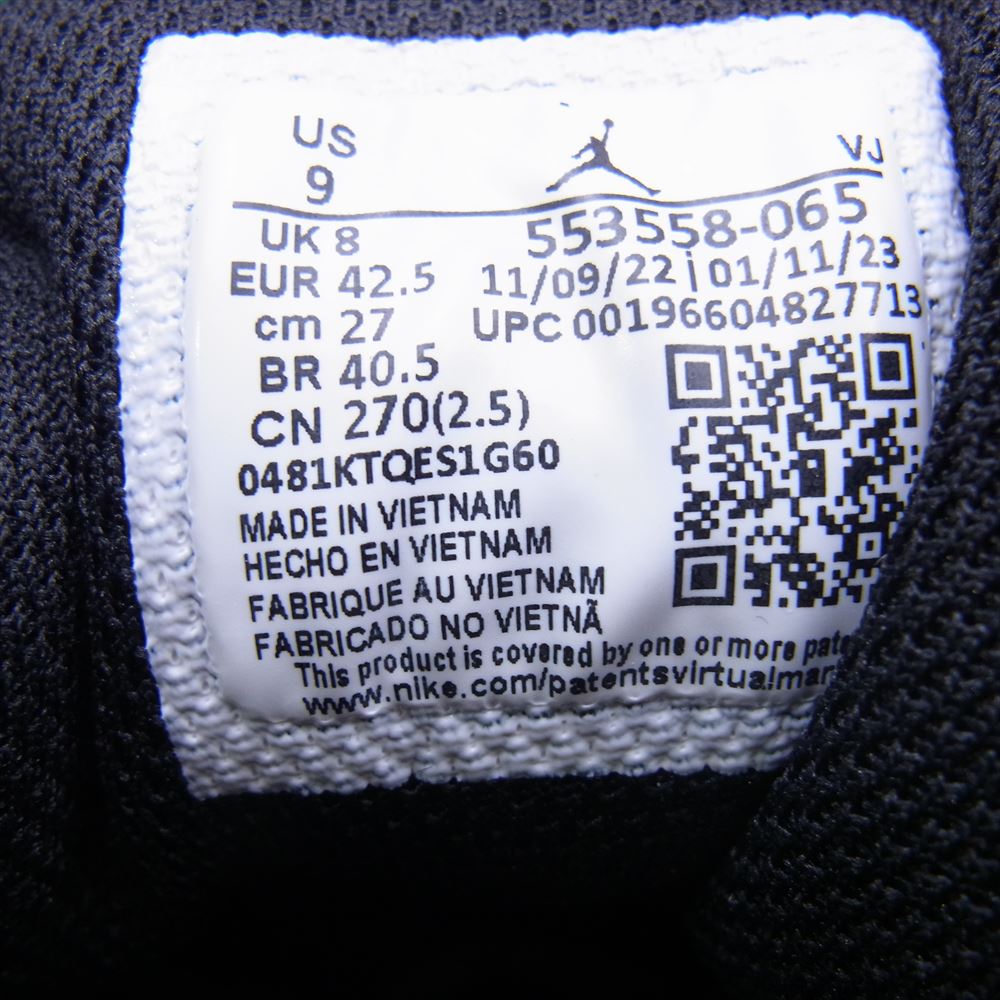 US
9
VJ
UK 8
553558-065
EUR 42.5
11/09/22 | 01/11/23
cm 27
UPC 00196604827713
BR 40.5
CN 270(2.5)
0481KTQES1G60
MADE IN VIETNAM
HECHO EN VIETNAM
FABRIQUE AU VIETNAM
FABRICADO NO VIETNÃ
This product is covered by one or more
www.nike.com/patentsvirtualmar